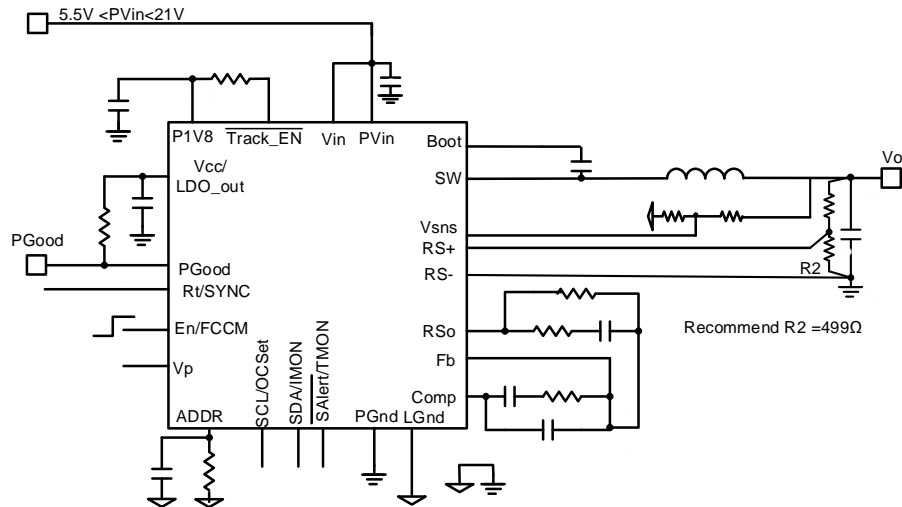 5.5V <PVin<21V
P1V8
Track_EN
Vin
PVin
Boot
Vcc/
LDO_out
SW
Vo
Vsns
PGood
RS+
PGood
RS-
R2
Rt/SYNC
En/FCCM
RSo
Recommend R2 =499Ω
Fb
Vp
Comp
ADDR
SCL/OCSet
SDA/IMON
SAlert/TMON
PGnd
LGnd